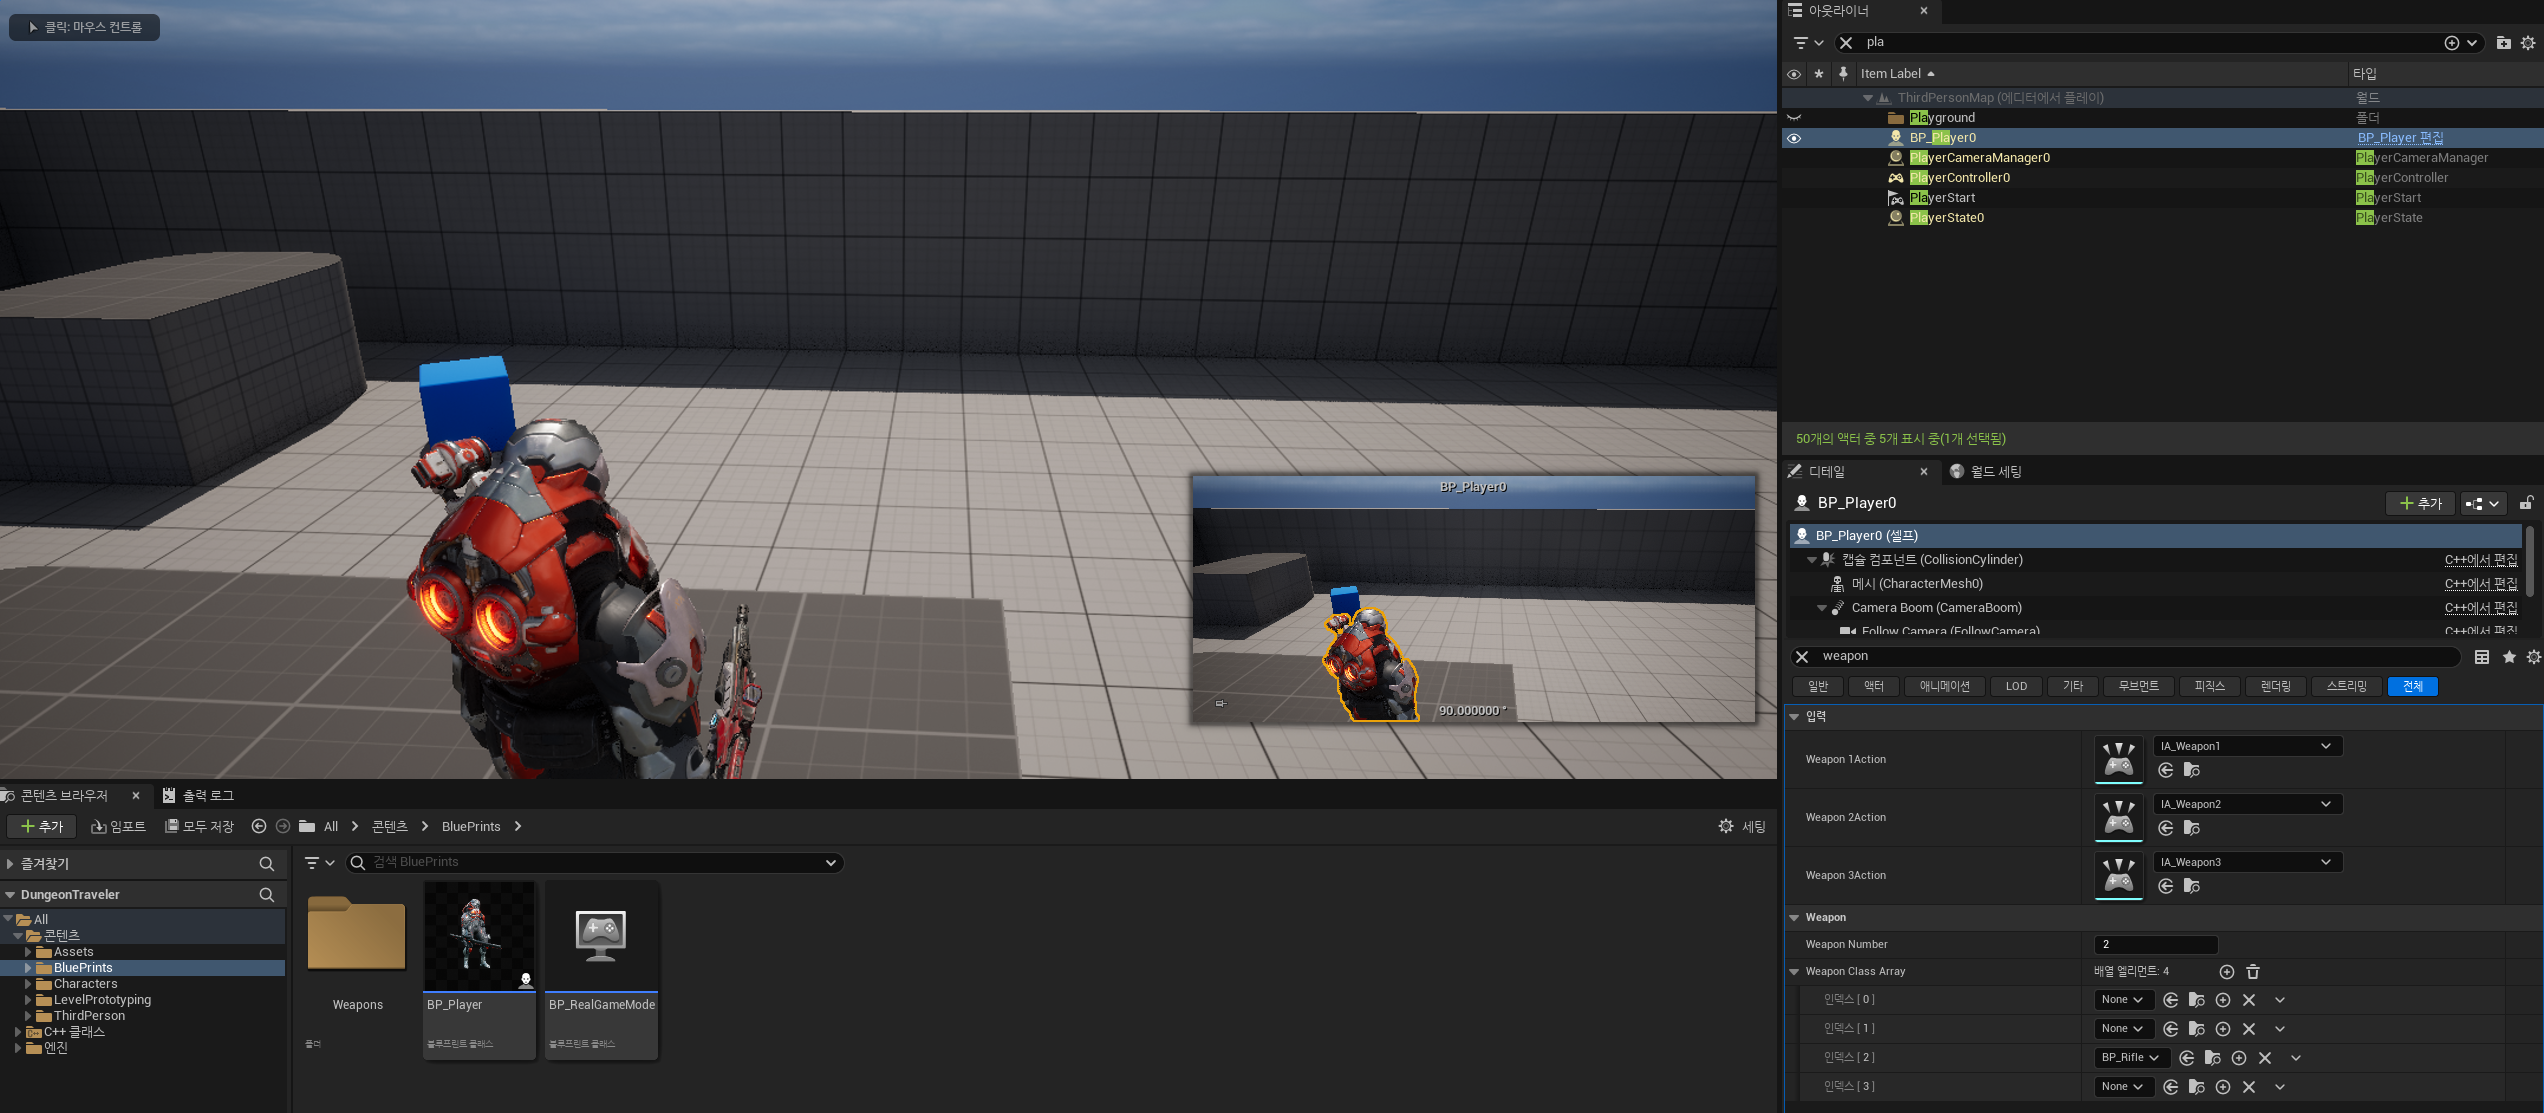 클릭: 마우스 컨트롤
BP_Player0
90.000000 °
아웃라이너
pla
Item Label
타입
ThirdPersonMap (에디터에서 플레이)
월드
Playground
폴더
BP_Player0
BP_Player 편집
PlayerCameraManager0
PlayerCameraManager
PlayerController0
PlayerController
PlayerStart
PlayerStart
PlayerState0
PlayerState
50개의 액터 중 5개 표시 중(1개 선택됨)
디테일
월드 세팅
BP_Player0
추가
BP_Player0 (셀프)
캡슐 컴포넌트 (CollisionCylinder)
C++에서 편집
메시 (CharacterMesh0)
C++에서 편집
Camera Boom (CameraBoom)
C++에서 편집
Follow Camera (FollowCamera)
C++에서 편집
weapon
일반
액터
애니메이션
LOD
기타
무브먼트
피직스
렌더링
스트리밍
전체
입력
Weapon 1Action
IA_Weapon1
Weapon 2Action
IA_Weapon2
Weapon 3Action
IA_Weapon3
Weapon
Weapon Number
2
Weapon Class Array
배열 엘리먼트: 4
인덱스 [ 0 ]
None
인덱스 [ 1 ]
None
인덱스 [ 2 ]
BP_Rifle
인덱스 [ 3 ]
None
콘텐츠 브라우저
출력 로그
추가
임포트
모두 저장
All
콘텐츠
BluePrints
세팅
즐겨찾기
DungeonTraveler
All
콘텐츠
Assets
BluePrints
Characters
LevelPrototyping
ThirdPerson
C++ 클래스
엔진
검색 BluePrints
Weapons
폴더
BP_Player
블루프린트 클래스
BP_RealGameMode
블루프린트 클래스